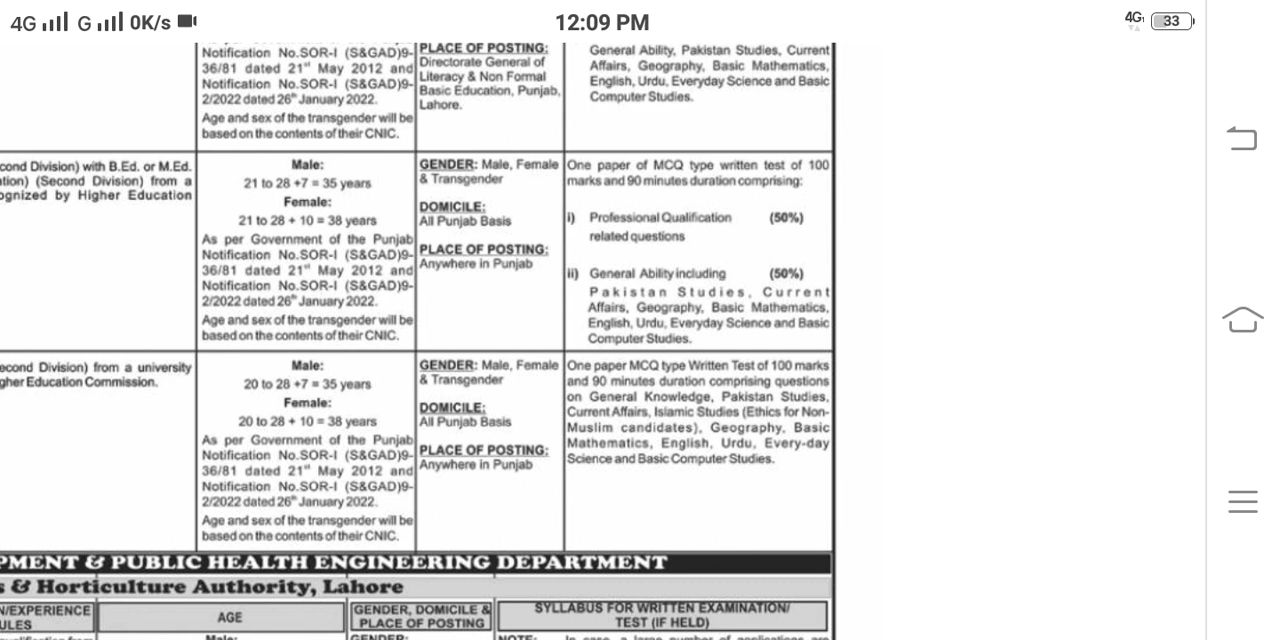 4G G 0K/s 12:09 PM 4G 33
Notification No.SOR-I (S&GAD)9-
36/81 dated 21st May 2012 and
Notification No.SOR-I (S&GAD)9-
2/2022 dated 26th January 2022.
Age and sex of the transgender will be
based on the contents of their CNIC.
PLACE OF POSTING:
Directorate General of
Literacy & Non Formal
Basic Education, Punjab,
Lahore.
General Ability, Pakistan Studies, Current
Affairs, Geography, Basic Mathematics,
English, Urdu, Everyday Science and Basic
Computer Studies.
cond Division) with B.Ed. or M.Ed.
tion) (Second Division) from a
ognized by Higher Education
Male:
21 to 28 +7 = 35 years
Female:
21 to 28 + 10 = 38 years
As per Government of the Punjab
Notification No.SOR-I (S&GAD)9-
36/81 dated 21st May 2012 and
Notification No.SOR-I (S&GAD)9-
2/2022 dated 26th January 2022.
Age and sex of the transgender will be
based on the contents of their CNIC.
GENDER: Male, Female
& Transgender
DOMICILE:
All Punjab Basis
PLACE OF POSTING:
Anywhere in Punjab
One paper of MCQ type written test of 100
marks and 90 minutes duration comprising:
i) Professional Qualification (50%)
related questions
ii) General Ability including (50%)
Pakistan Studies, Current
Affairs, Geography, Basic Mathematics,
English, Urdu, Everyday Science and Basic
Computer Studies.
econd Division) from a university
gher Education Commission.
Male:
20 to 28 +7 = 35 years
Female:
20 to 28 + 10 = 38 years
As per Government of the Punjab
Notification No.SOR-I (S&GAD)9-
36/81 dated 21st May 2012 and
Notification No.SOR-I (S&GAD)9-
2/2022 dated 26th January 2022.
Age and sex of the transgender will be
based on the contents of their CNIC.
GENDER: Male, Female
& Transgender
DOMICILE:
All Punjab Basis
PLACE OF POSTING:
Anywhere in Punjab
One paper MCQ type Written Test of 100 marks
and 90 minutes duration comprising questions
on General Knowledge, Pakistan Studies,
Current Affairs, Islamic Studies (Ethics for Non-
Muslim candidates), Geography, Basic
Mathematics, English, Urdu, Every-day
Science and Basic Computer Studies.
PMENT & PUBLIC HEALTH ENGINEERING DEPARTMENT
s & Horticulture Authority, Lahore
N/EXPERIENCE
ULES
AGE
GENDER, DOMICILE &
PLACE OF POSTING
SYLLABUS FOR WRITTEN EXAMINATION/
TEST (IF HELD)
Male:
GENDER:
NOTE: In case, a large number of applications are